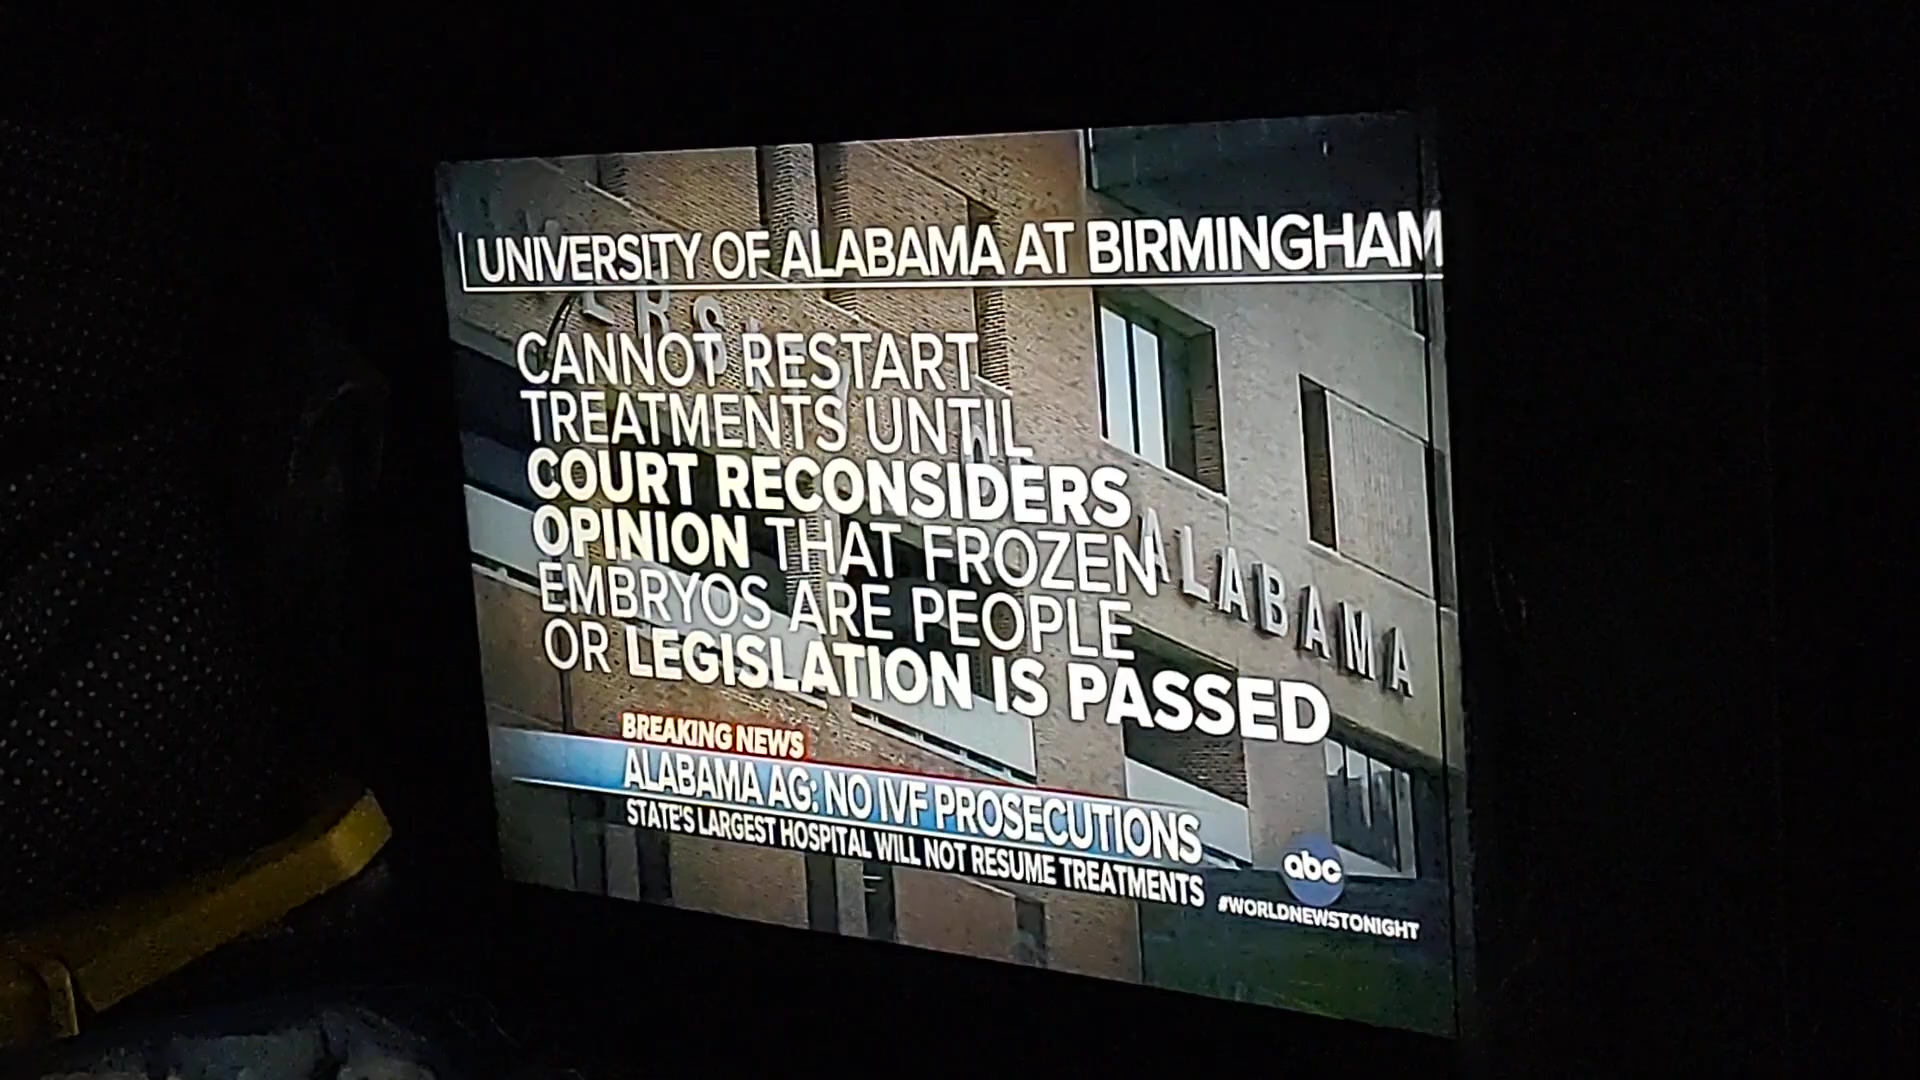 UNIVERSITY OF ALABAMA AT BIRMINGHAM
CANNOT RESTART
TREATMENTS UNTIL
COURT RECONSIDERS
OPINION THAT FROZEN
EMBRYOS ARE PEOPLE
OR LEGISLATION IS PASSED
ALABAMA
BREAKING NEWS
ALABAMA AG: NO IVF PROSECUTIONS
STATE'S LARGEST HOSPITAL WILL NOT RESUME TREATMENTS
abc
#WORLDNEWSTONIGHT